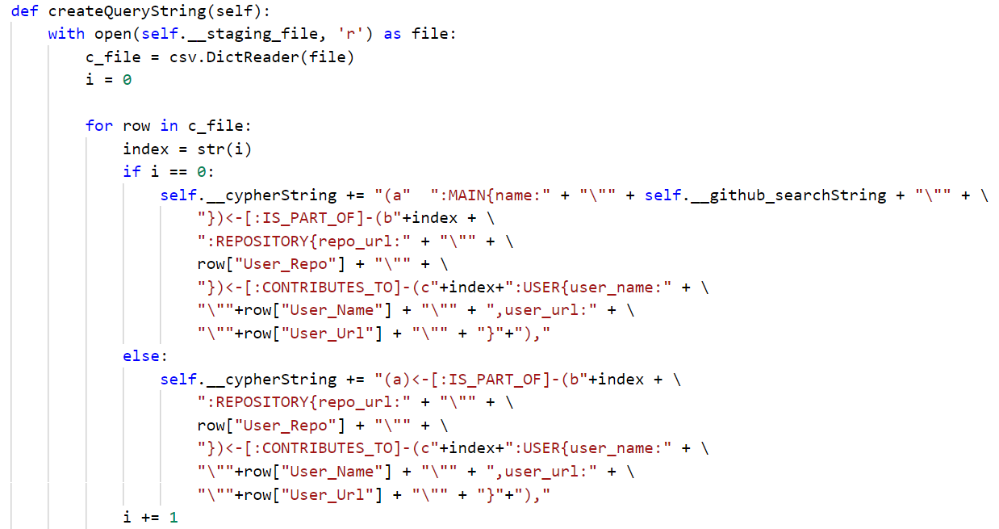 def createQueryString(self):
    with open(self.__staging_file, 'r') as file:
        c_file = csv.DictReader(file)
        i = 0

        for row in c_file:
            index = str(i)
            if i == 0:
                self.__cypherString += "(a"  ":MAIN{name:" + "\"" + self.__github_searchString + "\"" + \
                    "})<-[:IS_PART_OF]-(b"+index + \
                    ":REPOSITORY{repo_url:" + "\"" + \
                    row["User_Repo"] + "\"" + \
                    "})<-[:CONTRIBUTES_TO]-(c"+index+":USER{user_name:" + \
                    "\""+row["User_Name"] + "\"" + ",user_url:" + \
                    "\""+row["User_Url"] + "\"" + "}"+"),"
            else:
                self.__cypherString += "(a)<-[:IS_PART_OF]-(b"+index + \
                    ":REPOSITORY{repo_url:" + "\"" + \
                    row["User_Repo"] + "\"" + \
                    "})<-[:CONTRIBUTES_TO]-(c"+index+":USER{user_name:" + \
                    "\""+row["User_Name"] + "\"" + ",user_url:" + \
                    "\""+row["User_Url"] + "\"" + "}"+"),"
            i += 1